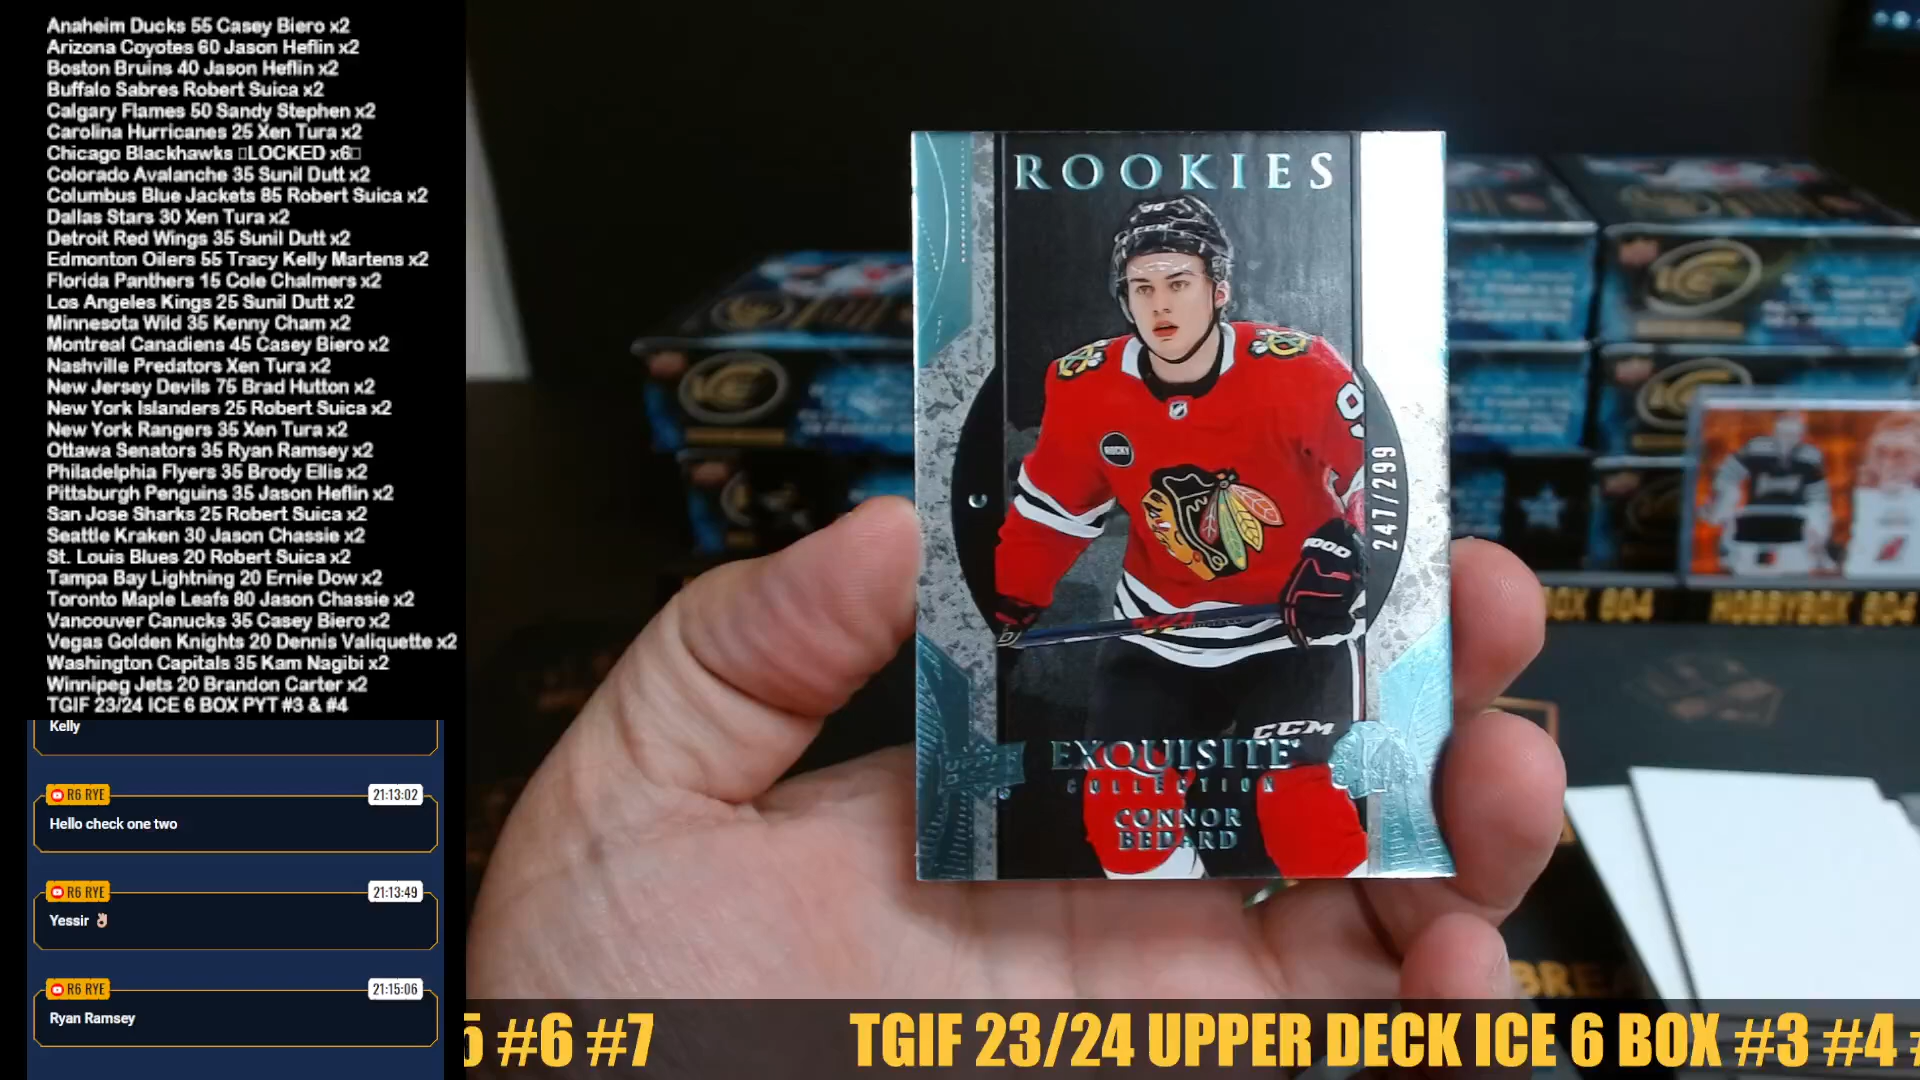 Anaheim Ducks 55 Casey Biero x2
Arizona Coyotes 60 Jason Heflin x2
Boston Bruins 40 Jason Heflin x2
Buffalo Sabres Robert Suica x2
Calgary Flames 50 Sandy Stephen x2
Carolina Hurricanes 25 Xen Tura x2
Chicago Blackhawks LOCKED x6
Colorado Avalanche 35 Sunil Dutt x2
Columbus Blue Jackets 85 Robert Suica x2
Dallas Stars 30 Xen Tura x2
Detroit Red Wings 35 Sunil Dutt x2
Edmonton Oilers 55 Tracy Kelly Martens x2
Florida Panthers 15 Cole Chalmers x2
Los Angeles Kings 25 Sunil Dutt x2
Minnesota Wild 35 Kenny Cham x2
Montreal Canadiens 45 Casey Biero x2
Nashville Predators Xen Tura x2
New Jersey Devils 75 Brad Hutton x2
New York Islanders 25 Robert Suica x2
New York Rangers 35 Xen Tura x2
Ottawa Senators 35 Ryan Ramsey x2
Philadelphia Flyers 35 Brody Ellis x2
Pittsburgh Penguins 35 Jason Heflin x2
San Jose Sharks 25 Robert Suica x2
Seattle Kraken 30 Jason Chassie x2
St. Louis Blues 20 Robert Suica x2
Tampa Bay Lightning 20 Ernie Dow x2
Toronto Maple Leafs 80 Jason Chassie x2
Vancouver Canucks 35 Casey Biero x2
Vegas Golden Knights 20 Dennis Valiquette x2
Washington Capitals 35 Kam Nagibi x2
Winnipeg Jets 20 Brandon Carter x2
TGIF 23/24 ICE 6 BOX PYT #3 & #4
Kelly
R6 RYE 21:13:02
Hello check one two
R6 RYE 21:13:49
Yessir 👌🏼
R6 RYE 21:15:06
Ryan Ramsey
ROOKIES
ROCKY
247/299
CCM
UPPER DECK
EXQUISITE
COLLECTION
CONNOR
BEDARD
ICE
ICE
BOX 604
HOBBYBOX 604
BRE
#6 #7
TGIF 23/24 UPPER DECK ICE 6 BOX #3 #4